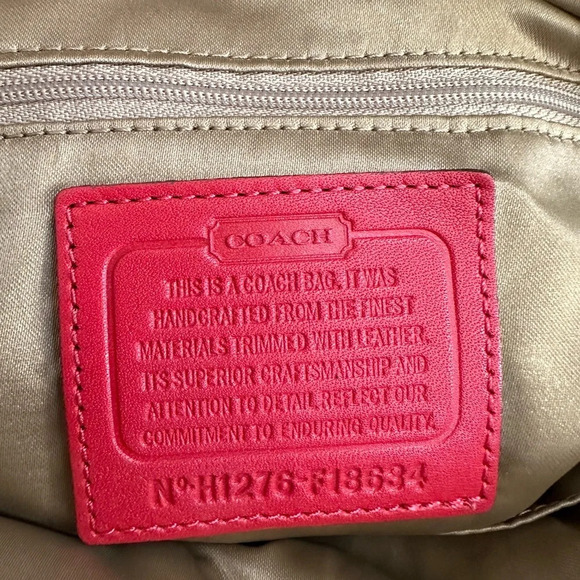 COACH
THIS IS A COACH BAG. IT WAS
HANDCRAFTED FROM THE FINEST
MATERIALS TRIMMED WITH LEATHER.
ITS SUPERIOR CRAFTSMANSHIP AND
ATTENTION TO DETAIL REFLECT OUR
COMMITMENT TO ENDURING QUALITY.
Nº H1276-F18634